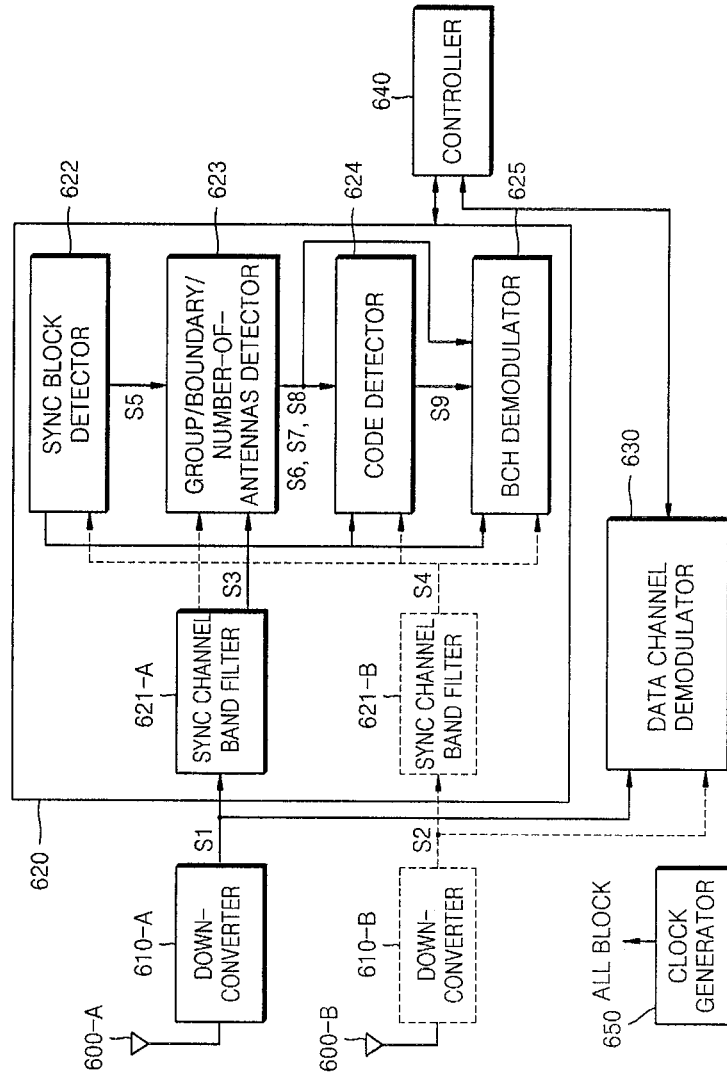 600-A
610-A
DOWN-
CONVERTER
S1
620
621-A
SYNC CHANNEL
BAND FILTER
S3
622
SYNC BLOCK
DETECTOR
S5
623
GROUP/BOUNDARY/
NUMBER-OF-
ANTENNAS DETECTOR
S6, S7, S8
624
CODE DETECTOR
S9
625
BCH DEMODULATOR
640
CONTROLLER
600-B
610-B
DOWN-
CONVERTER
S2
621-B
SYNC CHANNEL
BAND FILTER
S4
630
DATA CHANNEL
DEMODULATOR
650
ALL BLOCK
CLOCK
GENERATOR